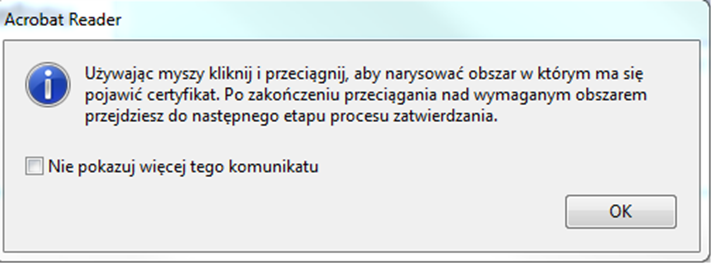 Acrobat Reader
Używając myszy kliknij i przeciągnij, aby narysować obszar w którym ma się
pojawić certyfikat. Po zakończeniu przeciągania nad wymaganym obszarem
przejdziesz do następnego etapu procesu zatwierdzania.
Nie pokazuj więcej tego komunikatu
OK